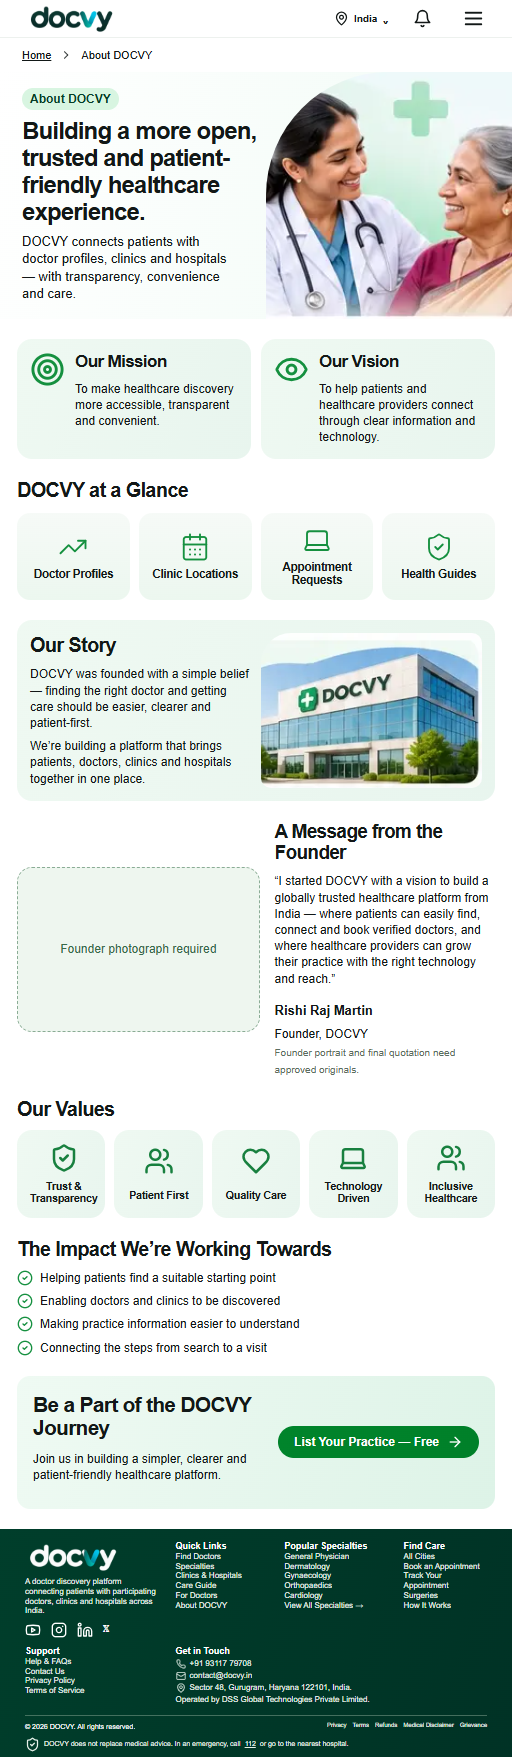 docvy
India
Home > About DOCVY
About DOCVY
Building a more open,
trusted and patient-
friendly healthcare
experience.
DOCVY connects patients with
doctor profiles, clinics and hospitals
— with transparency, convenience
and care.
Our Mission
To make healthcare discovery
more accessible, transparent
and convenient.
Our Vision
To help patients and
healthcare providers connect
through clear information and
technology.
DOCVY at a Glance
Doctor Profiles
Clinic Locations
Appointment
Requests
Health Guides
Our Story
DOCVY was founded with a simple belief
— finding the right doctor and getting
care should be easier, clearer and
patient-first.
We’re building a platform that brings
patients, doctors, clinics and hospitals
together in one place.
DOCVY
Founder photograph required
A Message from the
Founder
“I started DOCVY with a vision to build a
globally trusted healthcare platform from
India — where patients can easily find,
connect and book verified doctors, and
where healthcare providers can grow
their practice with the right technology
and reach.”
Rishi Raj Martin
Founder, DOCVY
Founder portrait and final quotation need
approved originals.
Our Values
Trust &
Transparency
Patient First
Quality Care
Technology
Driven
Inclusive
Healthcare
The Impact We’re Working Towards
Helping patients find a suitable starting point
Enabling doctors and clinics to be discovered
Making practice information easier to understand
Connecting the steps from search to a visit
Be a Part of the DOCVY
Journey
Join us in building a simpler, clearer and
patient-friendly healthcare platform.
List Your Practice — Free →
docvy
A doctor discovery platform
connecting patients with participating
doctors, clinics and hospitals across
India.
Quick Links
Find Doctors
Specialties
Clinics & Hospitals
Care Guide
For Doctors
About DOCVY
Popular Specialties
General Physician
Dermatology
Gynaecology
Orthopaedics
Cardiology
View All Specialties →
Find Care
All Cities
Book an Appointment
Track Your
Appointment
Surgeries
How It Works
Support
Help & FAQs
Contact Us
Privacy Policy
Terms of Service
Get in Touch
+91 93117 79708
contact@docvy.in
Sector 48, Gurugram, Haryana 122101, India.
Operated by DSS Global Technologies Private Limited.
© 2026 DOCVY. All rights reserved.
Privacy Terms Refunds Medical Disclaimer Grievance
DOCVY does not replace medical advice. In an emergency, call 112 or go to the nearest hospital.